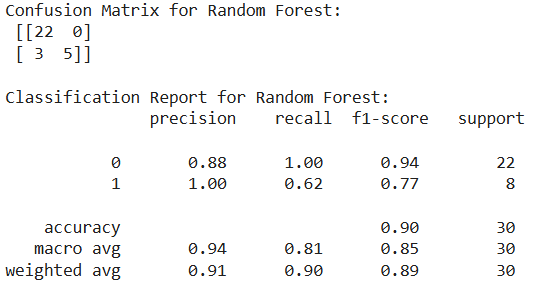 Confusion Matrix for Random Forest:
[[22  0]
[ 3  5]]
Classification Report for Random Forest:
precision    recall  f1-score   support
0       0.88      1.00      0.94        22
1       1.00      0.62      0.77         8
accuracy                           0.90        30
macro avg       0.94      0.81      0.85        30
weighted avg       0.91      0.90      0.89        30